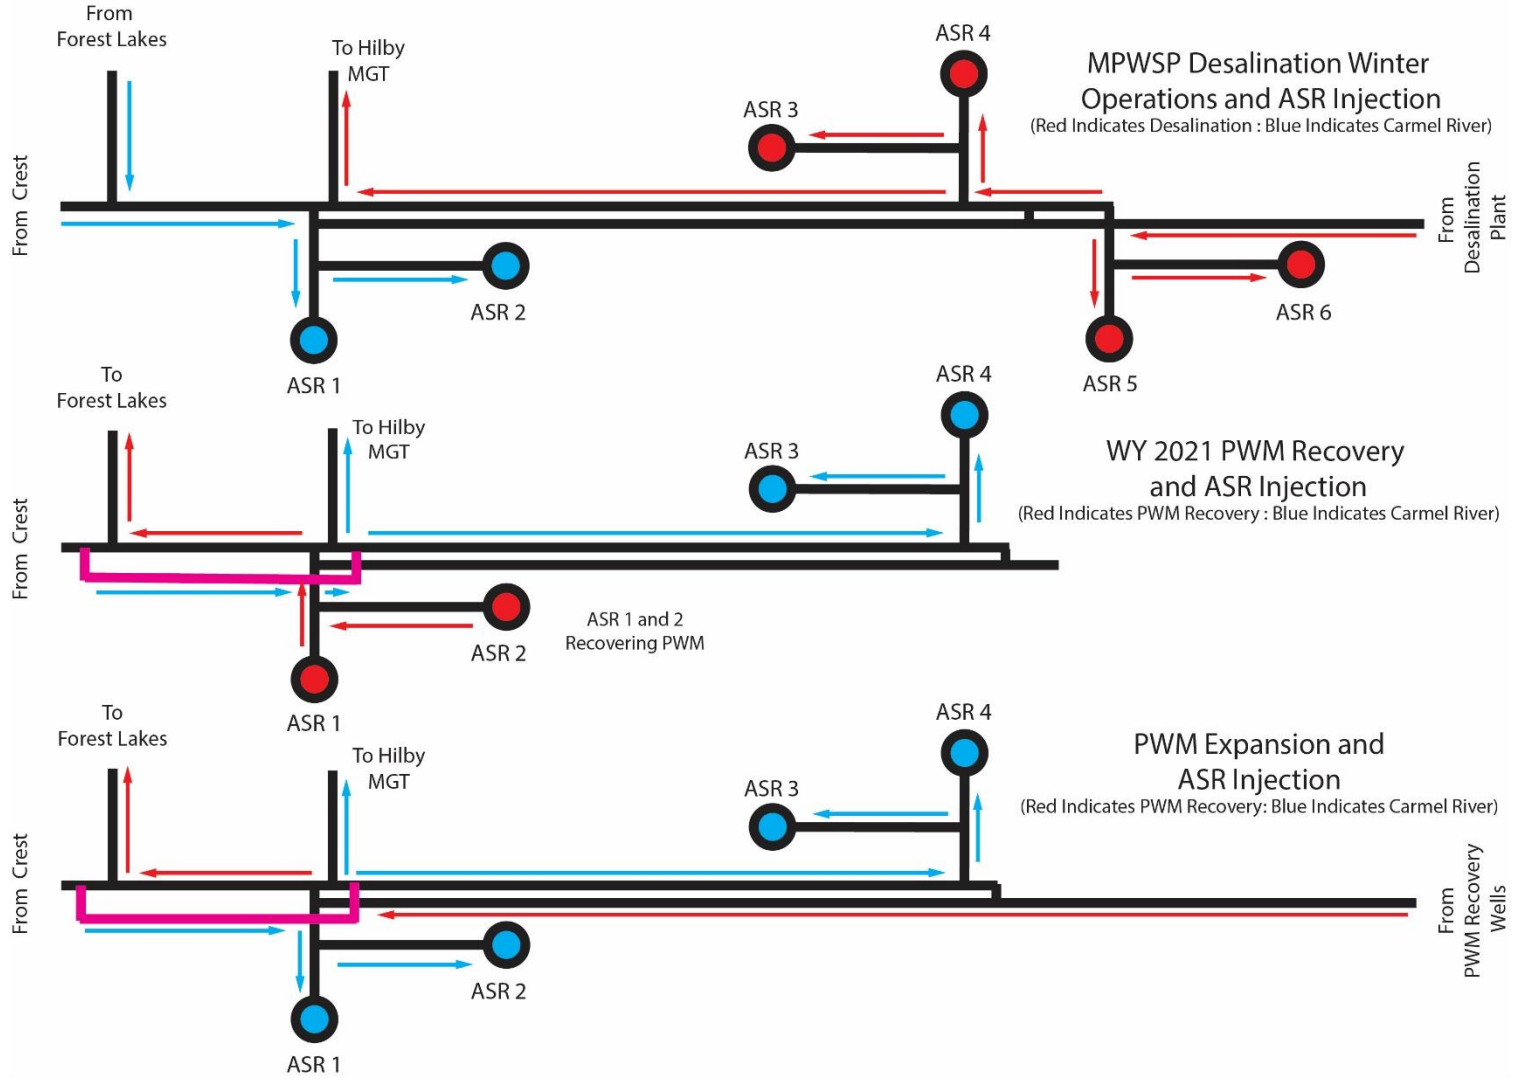 From
Forest Lakes
To Hilby
MGT
ASR 4
MPWSP Desalination Winter
Operations and ASR Injection
(Red Indicates Desalination : Blue Indicates Carmel River)
ASR 3
From Crest
From
Desalination
Plant
ASR 2
ASR 6
ASR 1
ASR 5
To
Forest Lakes
To Hilby
MGT
ASR 4
ASR 3
WY 2021 PWM Recovery
and ASR Injection
(Red Indicates PWM Recovery : Blue Indicates Carmel River)
From Crest
ASR 1 and 2
Recovering PWM
ASR 2
ASR 1
To
Forest Lakes
To Hilby
MGT
ASR 4
ASR 3
PWM Expansion and
ASR Injection
(Red Indicates PWM Recovery: Blue Indicates Carmel River)
From Crest
From
PWM Recovery
Wells
ASR 2
ASR 1